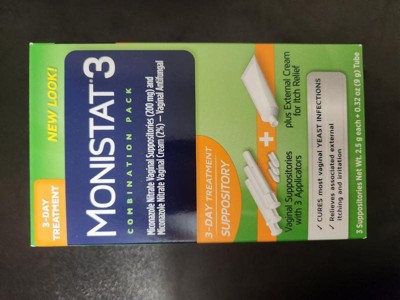 3-DAY
TREATMENT
NEW LOOK!
MONISTAT® 3
COMBINATION PACK
Miconazole Nitrate Vaginal Suppositories (200 mg) and
Miconazole Nitrate Vaginal Cream (2%) — Vaginal Antifungal
3-DAY TREATMENT
SUPPOSITORY
Vaginal Suppositories
with 3 Applicators
+
plus External Cream
for Itch Relief
✓ CURES most vaginal YEAST INFECTIONS
✓ Relieves associated external
itching and irritation
3 Suppositories Net Wt. 2.5 g each + 0.32 oz (9 g) Tube